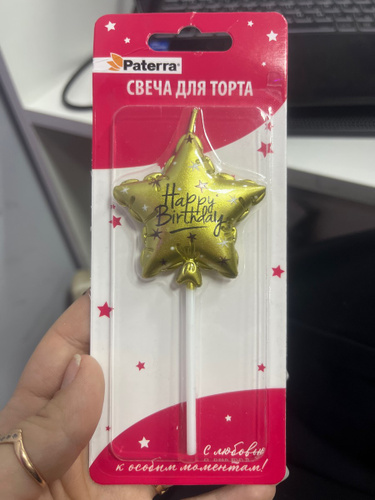 Paterra®
СВЕЧА ДЛЯ ТОРТА
Happy
Birthday
С любовью
к особым моментам!